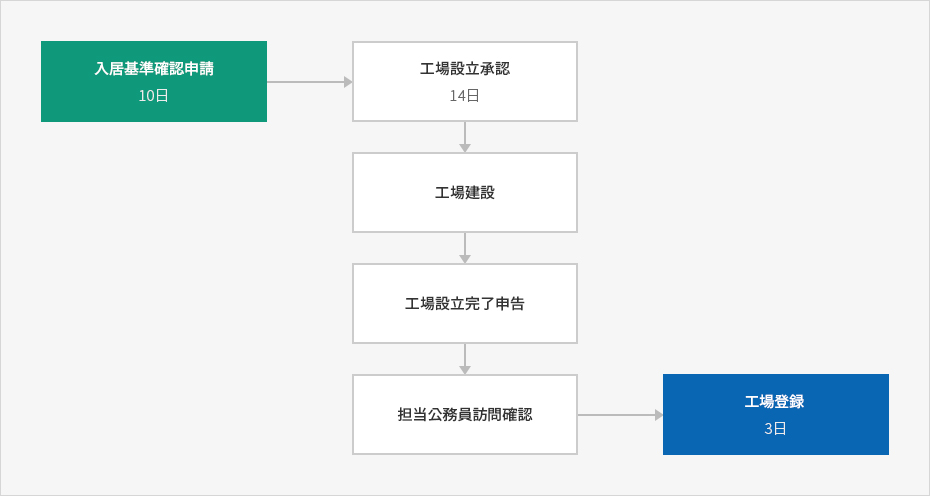 入居基準確認申請
10日
工場設立承認
14日
工場建設
工場設立完了申告
担当公務員訪問確認
工場登録
3日